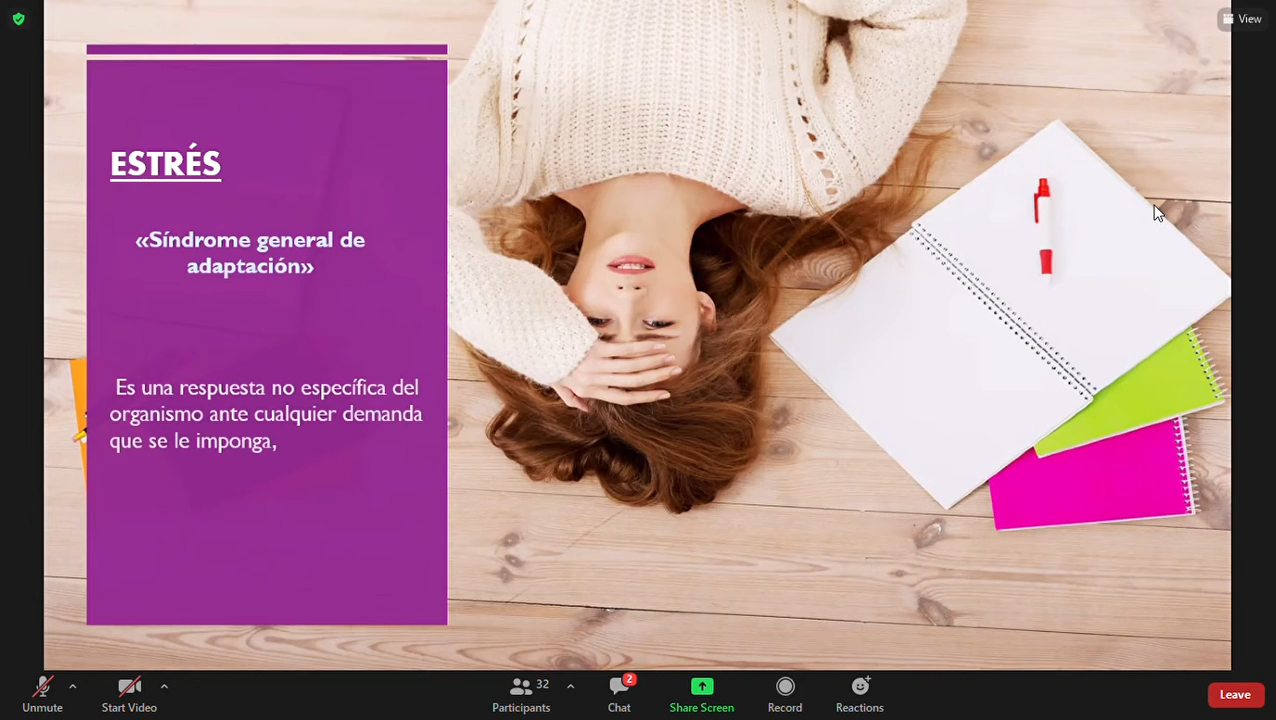 View
ESTRÉS
«Síndrome general de
adaptación»
Es una respuesta no específica del
organismo ante cualquier demanda
que se le imponga,
Unmute
Start Video
32
Participants
2
Chat
Share Screen
Record
Reactions
Leave